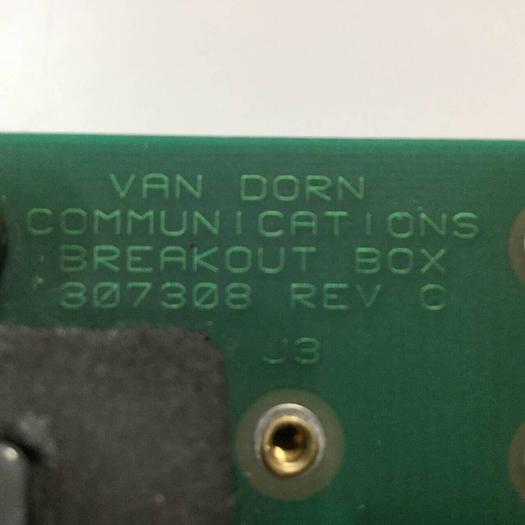 VAN DORN
COMMUNICATIONS
BREAKOUT BOX
307308 REV C
J3